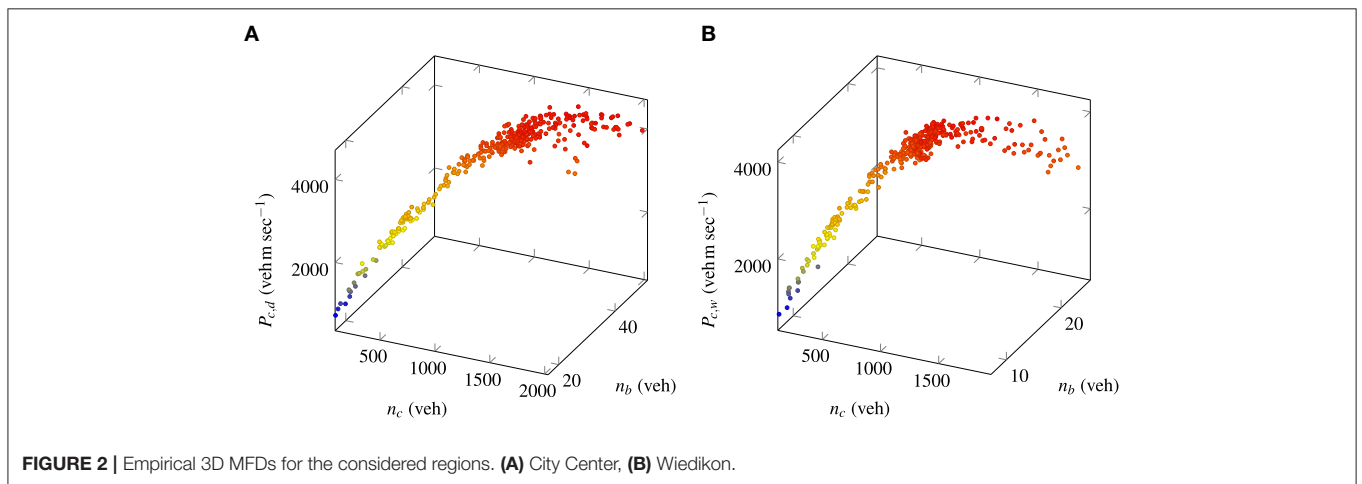 A
B
4000
2000
P_{c,d} (veh m sec^{-1})
500
1000
1500
2000
n_c (veh)
20
40
n_b (veh)
4000
2000
P_{c,w} (veh m sec^{-1})
500
1000
1500
n_c (veh)
10
20
n_b (veh)
FIGURE 2 | Empirical 3D MFDs for the considered regions. (A) City Center, (B) Wiedikon.